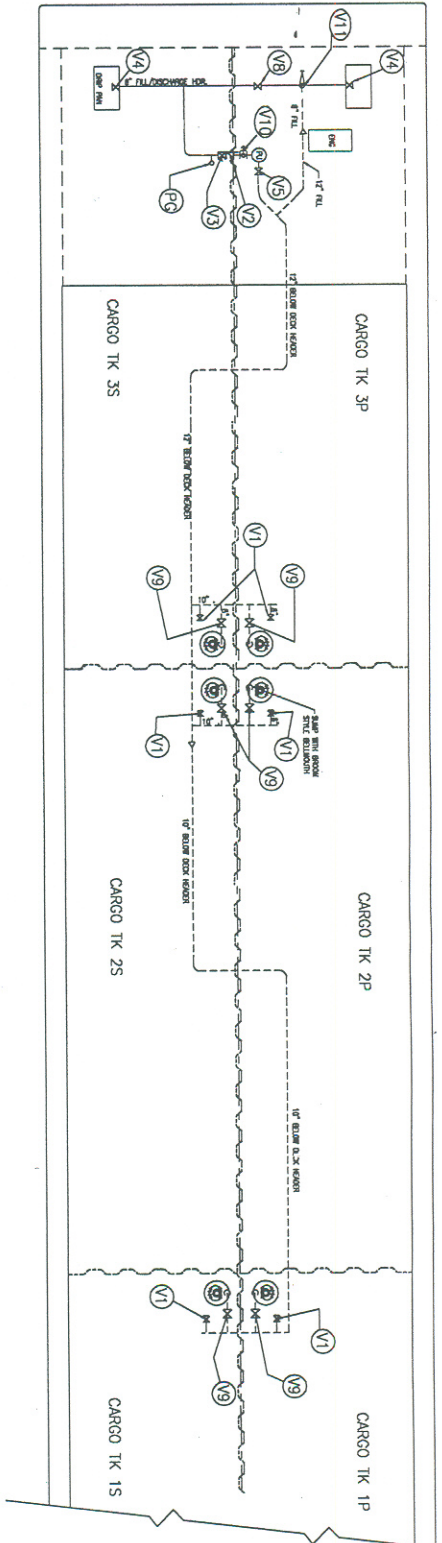 V4
V8
V11
V4
DRIP PAN
8" FILL/DISCHARGE HDR.
8" FILL
ENG
12" FILL
V10
V5
PG
V3
V2
12" BELOW DECK HEADER
CARGO TK 3S
CARGO TK 3P
12" BELOW DECK HEADER
V9
V1
V9
V1
V9
V1
SUMP WITH BROOM
STYLE BELLMOUTH
10" BELOW DECK HEADER
CARGO TK 2S
CARGO TK 2P
10" BELOW DECK HEADER
V1
V9
V9
V1
CARGO TK 1S
CARGO TK 1P